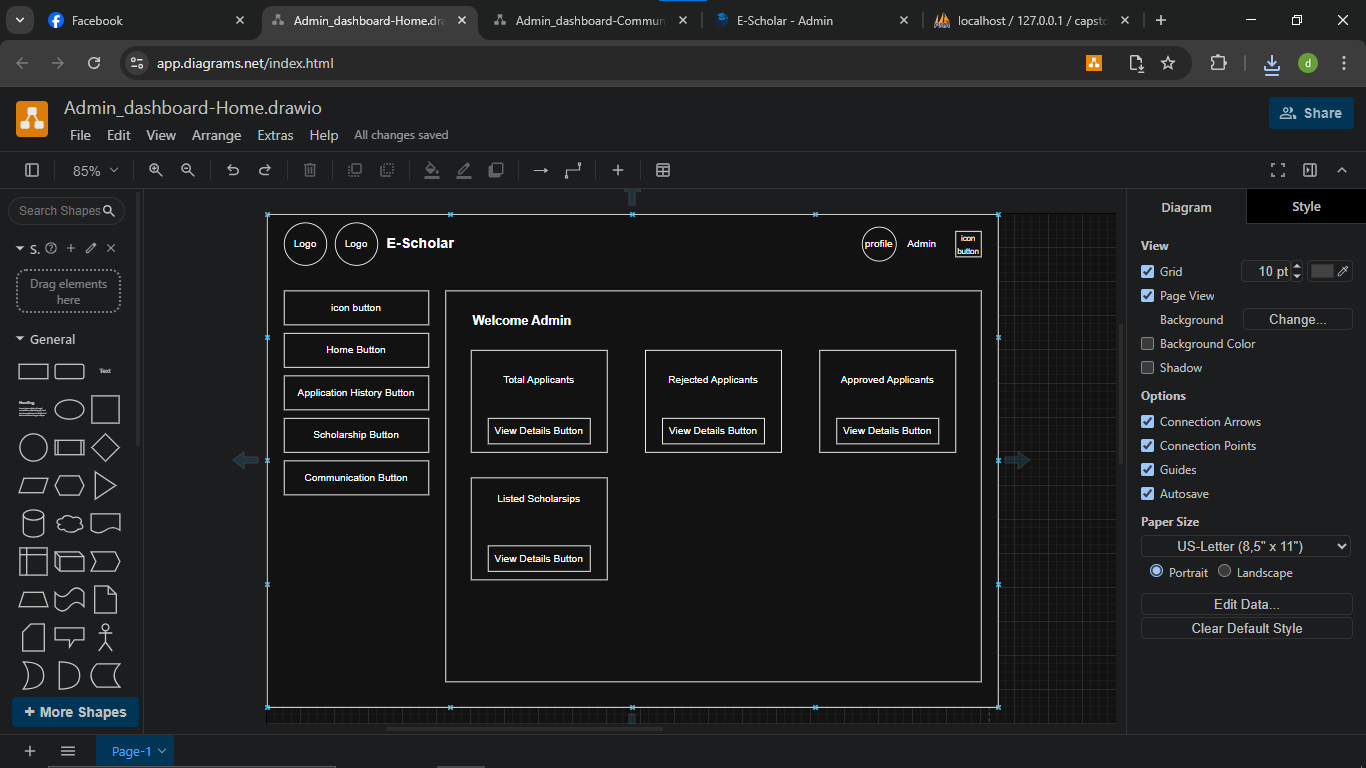 Facebook
Admin_dashboard-Home.dra
Admin_dashboard-Commun
E-Scholar - Admin
localhost / 127.0.0.1 / capsto
app.diagrams.net/index.html
d
Admin_dashboard-Home.drawio
File Edit View Arrange Extras Help All changes saved
Share
85%
Search Shapes
S.
Drag elements
here
General
Text
Heading
More Shapes
Logo
Logo
E-Scholar
profile
Admin
icon
button
icon button
Home Button
Application History Button
Scholarship Button
Communication Button
Welcome Admin
Total Applicants
View Details Button
Rejected Applicants
View Details Button
Approved Applicants
View Details Button
Listed Scholarsips
View Details Button
Diagram
Style
View
Grid
10 pt
Page View
Background
Change...
Background Color
Shadow
Options
Connection Arrows
Connection Points
Guides
Autosave
Paper Size
US-Letter (8,5" x 11")
Portrait
Landscape
Edit Data...
Clear Default Style
Page-1